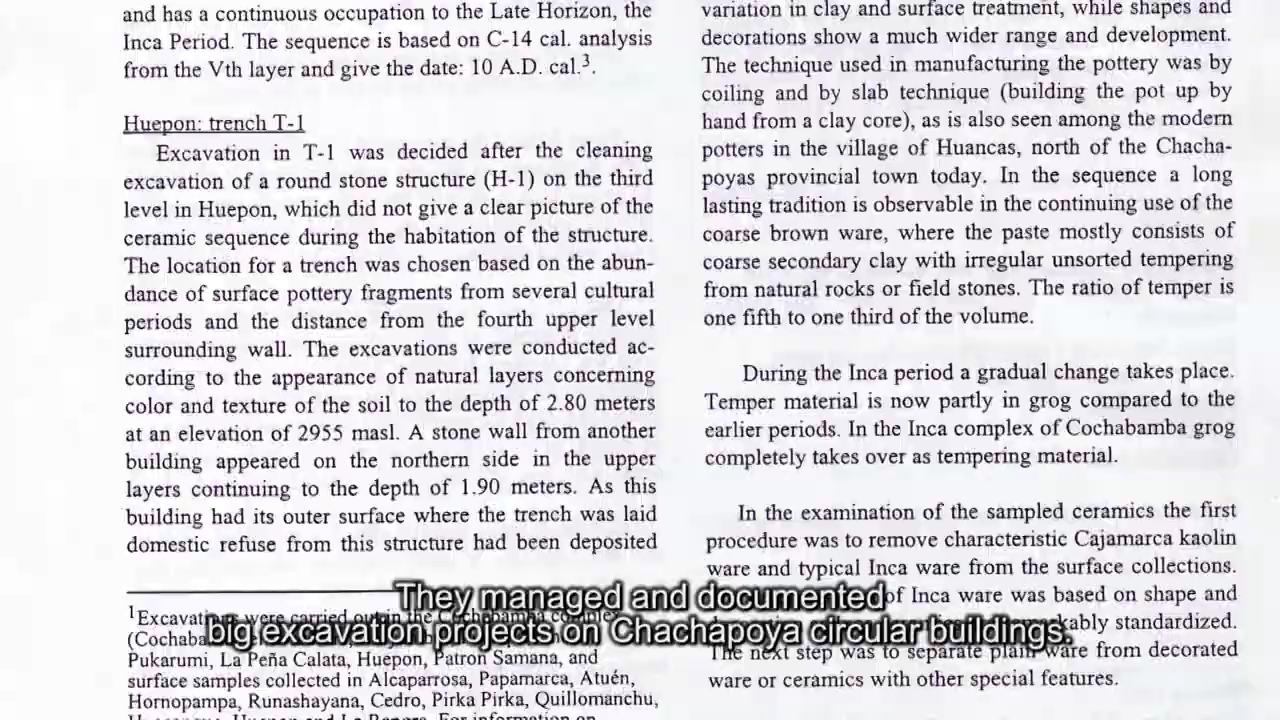 and has a continuous occupation to the Late Horizon, the
Inca Period. The sequence is based on C-14 cal. analysis
from the Vth layer and give the date: 10 A.D. cal.3.
Huepon: trench T-1
Excavation in T-1 was decided after the cleaning
excavation of a round stone structure (H-1) on the third
level in Huepon, which did not give a clear picture of the
ceramic sequence during the habitation of the structure.
The location for a trench was chosen based on the abun-
dance of surface pottery fragments from several cultural
periods and the distance from the fourth upper level
surrounding wall. The excavations were conducted ac-
cording to the appearance of natural layers concerning
color and texture of the soil to the depth of 2.80 meters
at an elevation of 2955 masl. A stone wall from another
building appeared on the northern side in the upper
layers continuing to the depth of 1.90 meters. As this
building had its outer surface where the trench was laid
domestic refuse from this structure had been deposited
1Excavations were carried out in the Cochabamba complex
(Cochaba
Pukarumi, La Peña Calata, Huepon, Patron Samana, and
surface samples collected in Alcaparrosa, Papamarca, Atuén,
Hornopampa, Runashayana, Cedro, Pirka Pirka, Quillomanchu,
variation in clay and surface treatment, while shapes and
decorations show a much wider range and development.
The technique used in manufacturing the pottery was by
coiling and by slab technique (building the pot up by
hand from a clay core), as is also seen among the modern
potters in the village of Huancas, north of the Chacha-
poyas provincial town today. In the sequence a long
lasting tradition is observable in the continuing use of the
coarse brown ware, where the paste mostly consists of
coarse secondary clay with irregular unsorted tempering
from natural rocks or field stones. The ratio of temper is
one fifth to one third of the volume.
During the Inca period a gradual change takes place.
Temper material is now partly in grog compared to the
earlier periods. In the Inca complex of Cochabamba grog
completely takes over as tempering material.
In the examination of the sampled ceramics the first
procedure was to remove characteristic Cajamarca kaolin
ware and typical Inca ware from the surface collections.
of Inca ware was based on shape and
kably standardized.
The next step was to separate plain ware from decorated
ware or ceramics with other special features.
They managed and documented
big excavation projects on Chachapoya circular buildings.